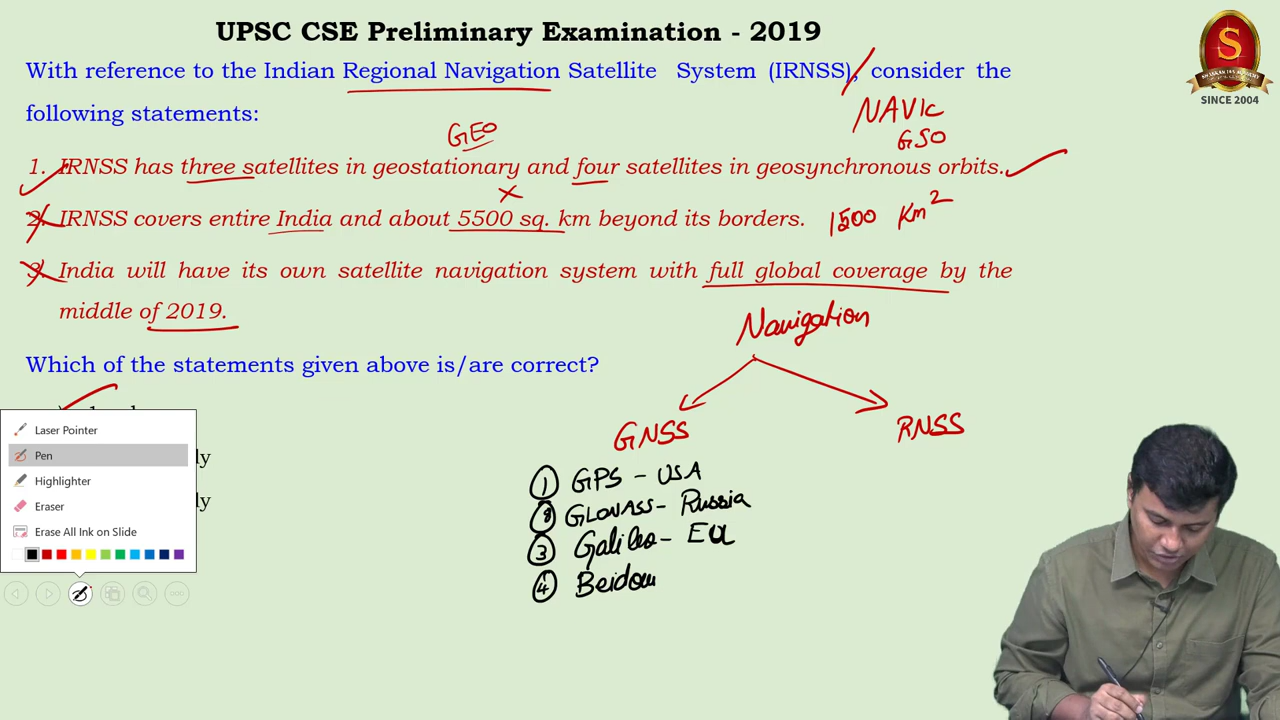 UPSC CSE Preliminary Examination - 2019
With reference to the Indian Regional Navigation Satellite System (IRNSS), consider the
NAVIC
following statements:
GEO
GSO
1. IRNSS has three satellites in geostationary and four satellites in geosynchronous orbits.
2. IRNSS covers entire India and about 5500 sq. km beyond its borders. 1500 Km2
3. India will have its own satellite navigation system with full global coverage by the
middle of 2019.
Navigation
Which of the statements given above is/are correct?
GNSS
RNSS
Laser Pointer
Pen
ly
Highlighter
Eraser
ly
Erase All Ink on Slide
1 GPS - USA
GLONASS - Russia
3 Galileo - EU
4 Beidou
S
SINCE 2004